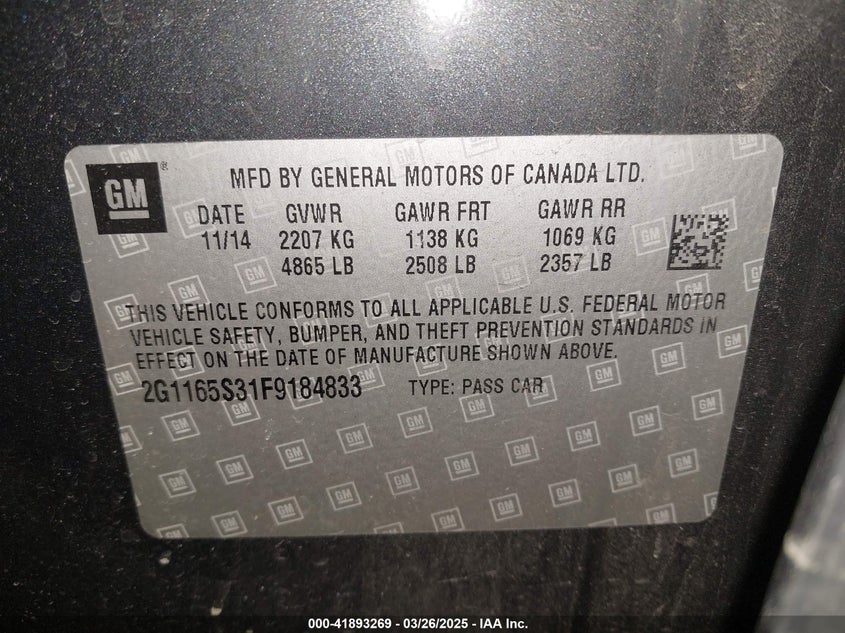 GM ®
MFD BY GENERAL MOTORS OF CANADA LTD.
DATE GVWR GAWR FRT GAWR RR
11/14 2207 KG 1138 KG 1069 KG
4865 LB 2508 LB 2357 LB
THIS VEHICLE CONFORMS TO ALL APPLICABLE U.S. FEDERAL MOTOR
VEHICLE SAFETY, BUMPER, AND THEFT PREVENTION STANDARDS IN
EFFECT ON THE DATE OF MANUFACTURE SHOWN ABOVE.
2G1165S31F9184833 TYPE: PASS CAR
000-41893269 - 03/26/2025 - IAA Inc.